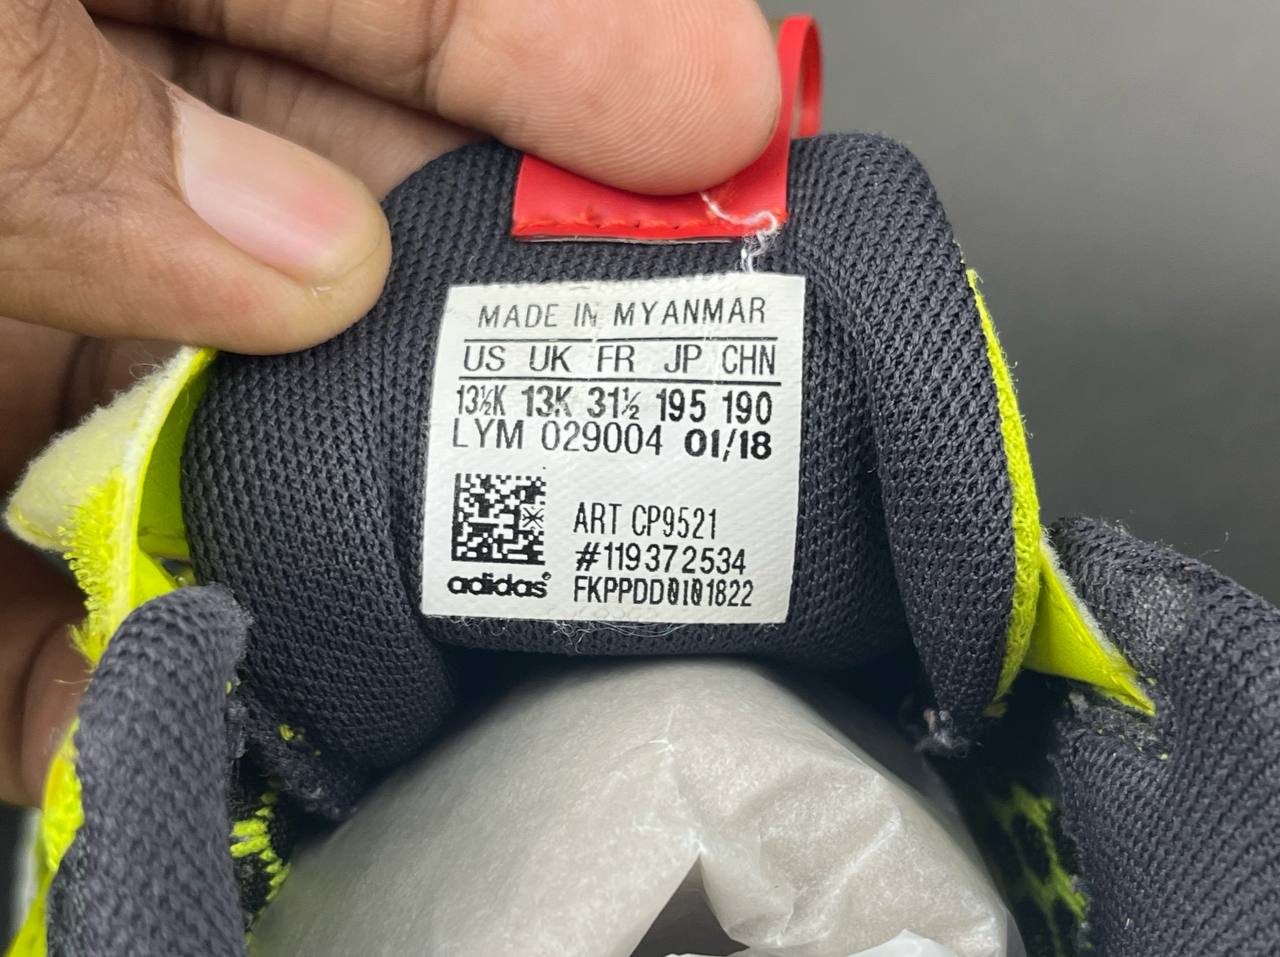 MADE IN MYANMAR
US UK FR JP CHN
13½K 13K 31½ 195 190
LYM 029004 01/18
ART CP9521
#119372534
adidas® FKPPDD0101822